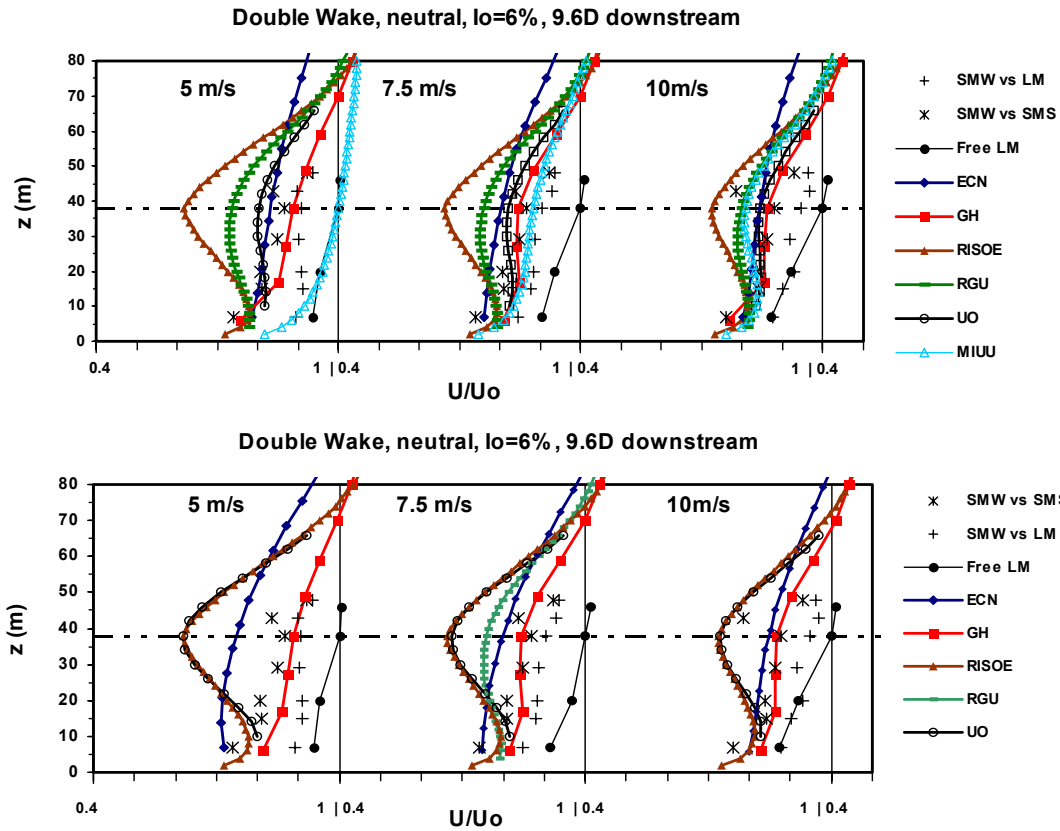 Double Wake, neutral, Io=6%, 9.6D downstream
5 m/s
7.5 m/s
10m/s
z (m)
80
70
60
50
40
30
20
10
0
0.4
1 | 0.4
1 | 0.4
1 | 0.4
U/Uo
SMW vs LM
SMW vs SMS
Free LM
ECN
GH
RISOE
RGU
UO
MIUU
Double Wake, neutral, Io=6%, 9.6D downstream
5 m/s
7.5 m/s
10m/s
z (m)
80
70
60
50
40
30
20
10
0
0.4
1 | 0.4
1 | 0.4
1 | 0.4
U/Uo
SMW vs SMS
SMW vs LM
Free LM
ECN
GH
RISOE
RGU
UO